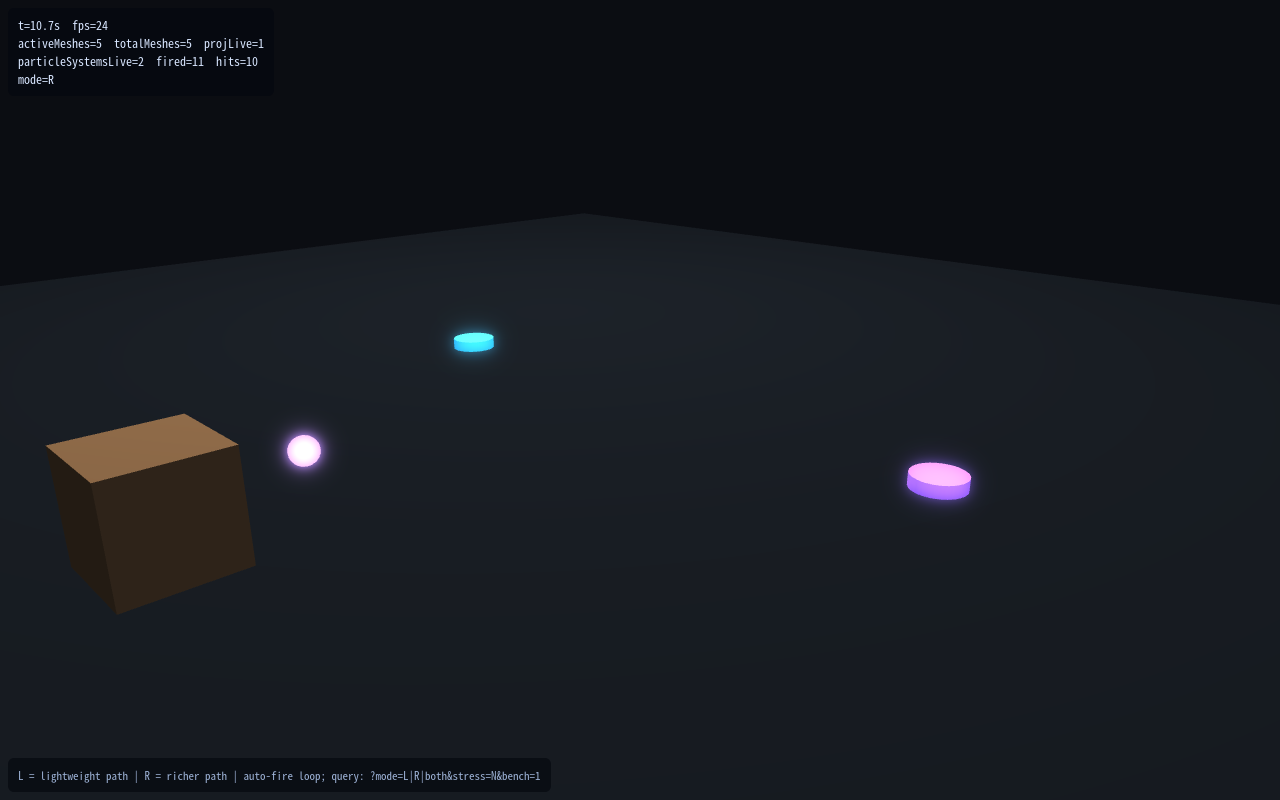 t=10.7s  fps=24
activeMeshes=5  totalMeshes=5  projLive=1
particleSystemsLive=2  fired=11  hits=10
mode=R
L = lightweight path | R = richer path | auto-fire loop; query: ?mode=L|R|both&stress=N&bench=1